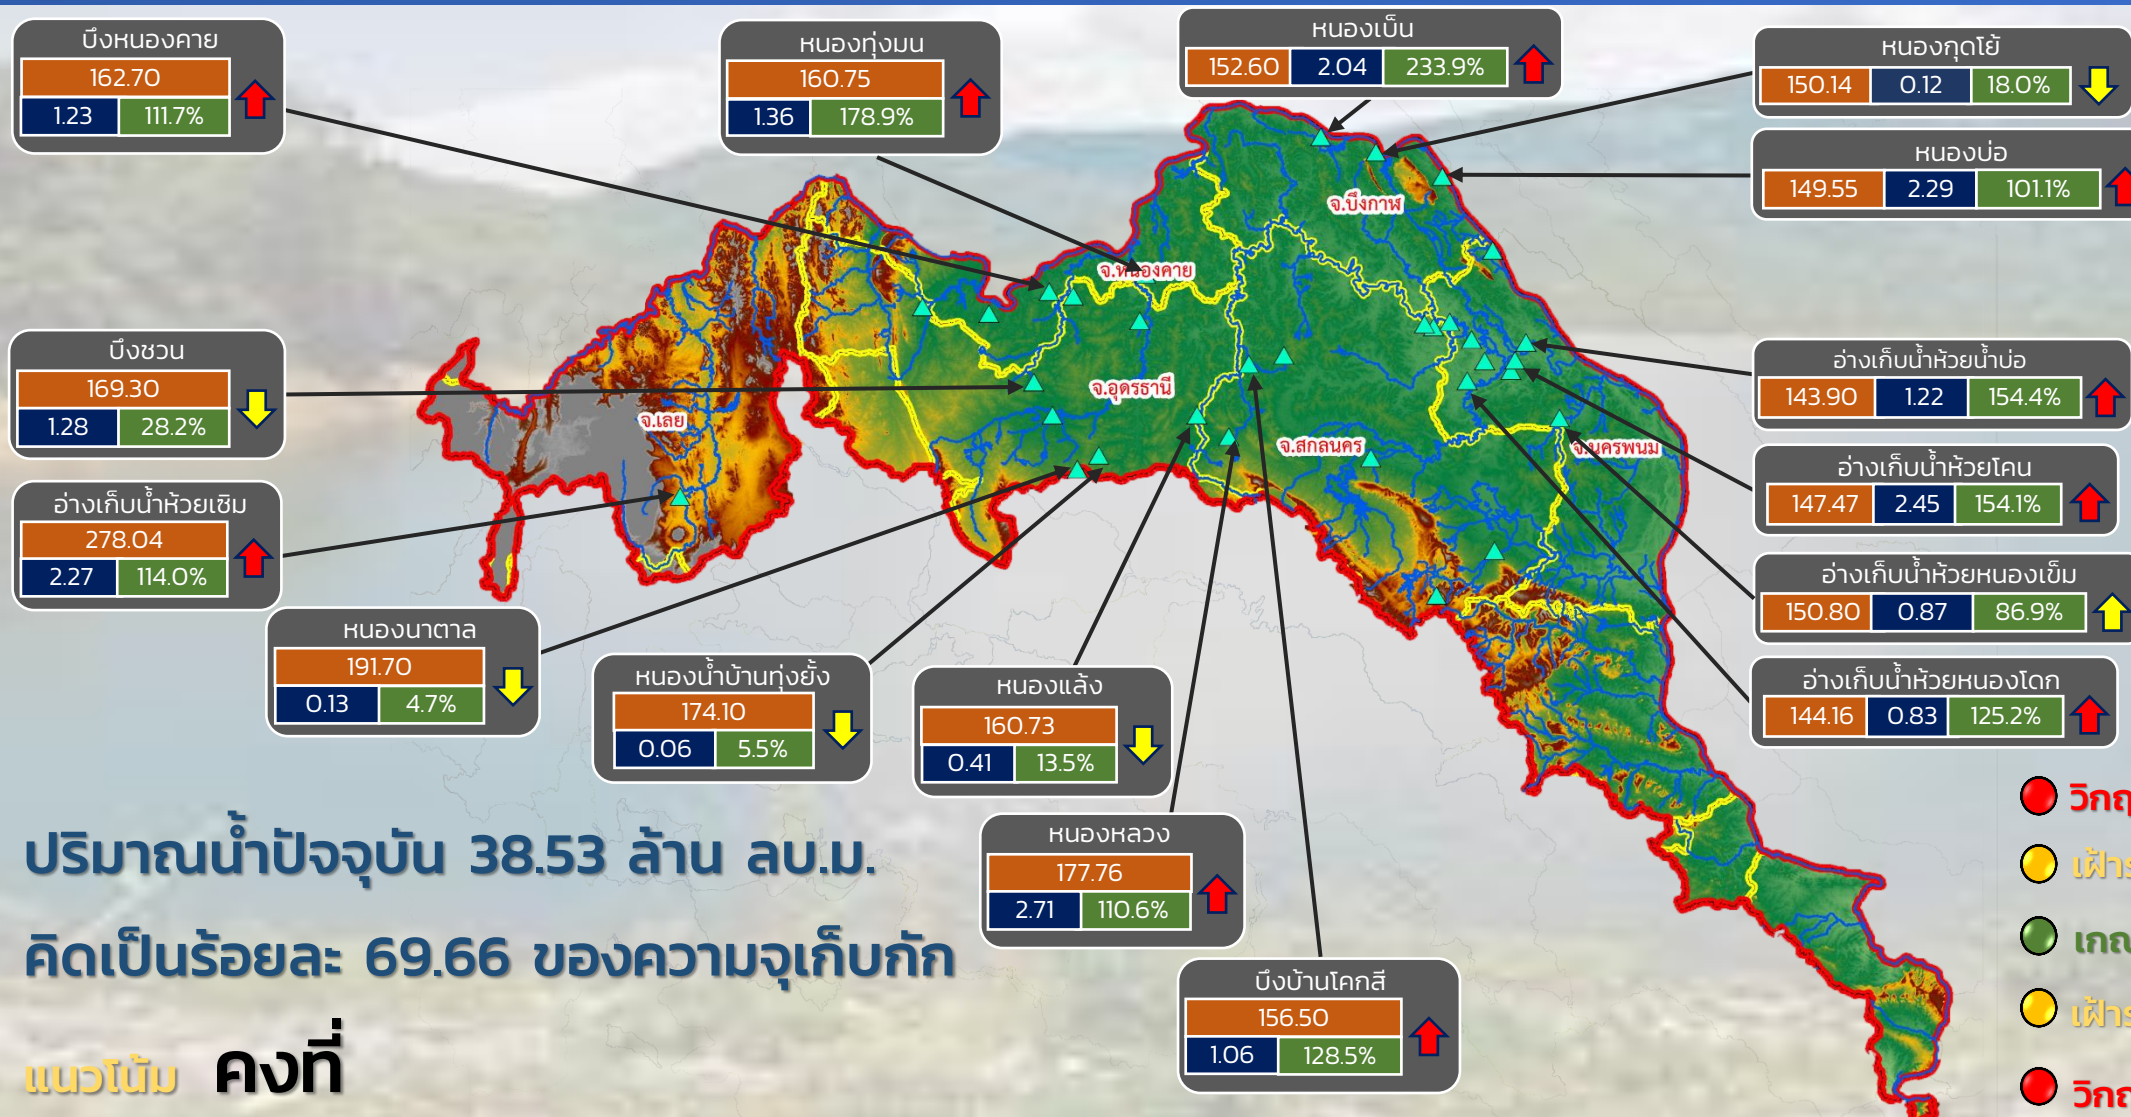 บึงหนองคาย
162.70
1.23 111.7%
หนองทุ่งมน
160.75
1.36 178.9%
หนองเบ็น
152.60 2.04 233.9%
หนองกุดโย้
150.14 0.12 18.0%
หนองบ่อ
149.55 2.29 101.1%
จ.บึงกาฬ
จ.หนองคาย
บึงชวน
169.30
1.28 28.2%
อ่างเก็บน้ำห้วยน้ำบ่อ
143.90 1.22 154.4%
จ.อุดรธานี
จ.เลย
จ.สกลนคร
จ.นครพนม
อ่างเก็บน้ำห้วยโคน
147.47 2.45 154.1%
อ่างเก็บน้ำห้วยเซิม
278.04
2.27 114.0%
อ่างเก็บน้ำห้วยหนองเข็ม
150.80 0.87 86.9%
หนองนาตาล
191.70
0.13 4.7%
หนองน้ำบ้านทุ่งยั้ง
174.10
0.06 5.5%
หนองแล้ง
160.73
0.41 13.5%
อ่างเก็บน้ำห้วยหนองโดก
144.16 0.83 125.2%
หนองหลวง
177.76
2.71 110.6%
บึงบ้านโคกสี
156.50
1.06 128.5%
ปริมาณน้ำปัจจุบัน 38.53 ล้าน ลบ.ม.
คิดเป็นร้อยละ 69.66 ของความจุเก็บกัก
แนวโน้ม คงที่